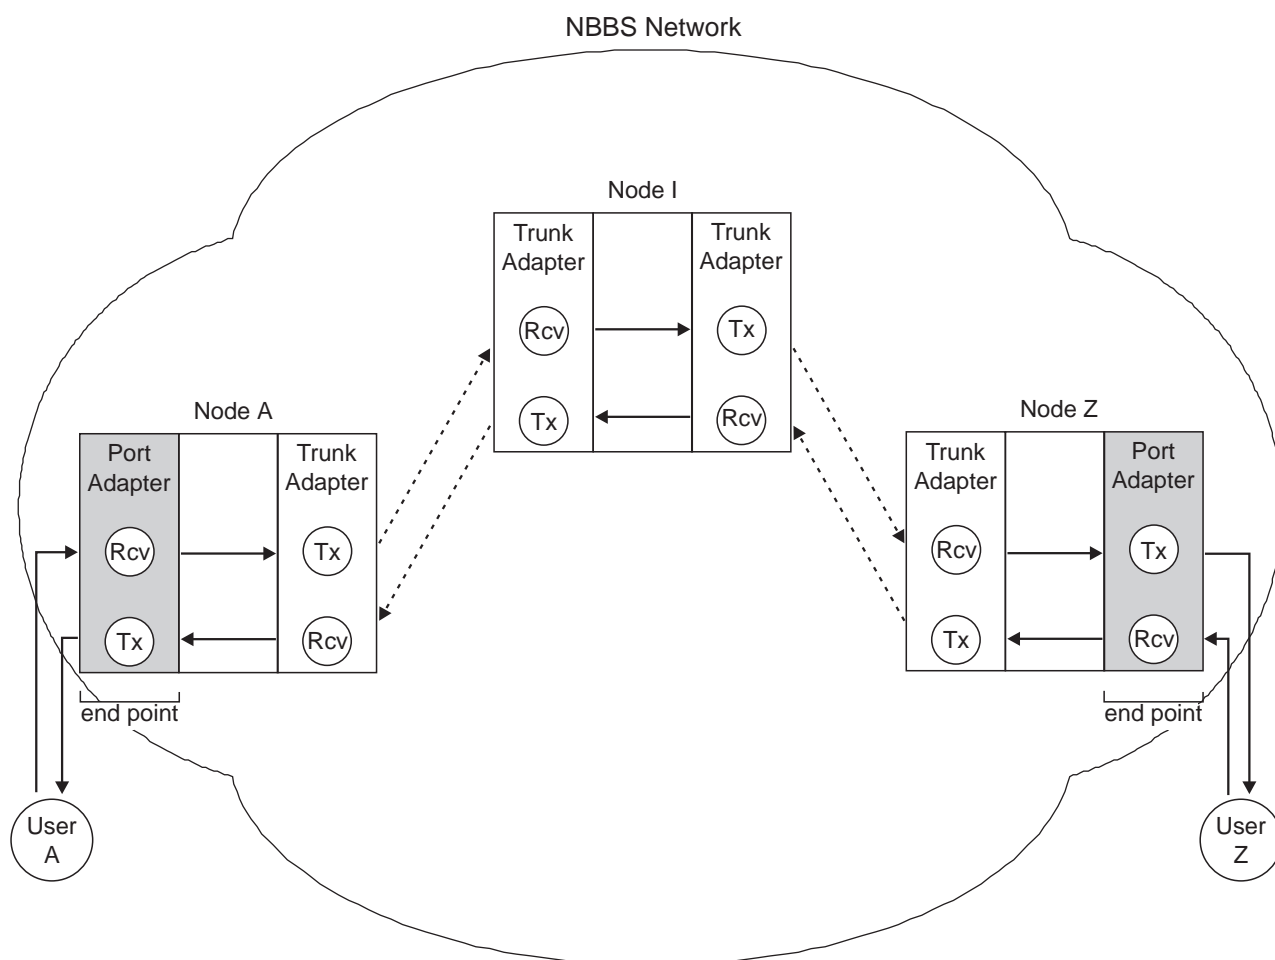 NBBS Network
Node I
Trunk
Adapter
Trunk
Adapter
Rcv
Tx
Tx
Rcv
Node A
Port
Adapter
Trunk
Adapter
Rcv
Tx
Tx
Rcv
end point
Node Z
Trunk
Adapter
Port
Adapter
Rcv
Tx
Tx
Rcv
end point
User
A
User
Z